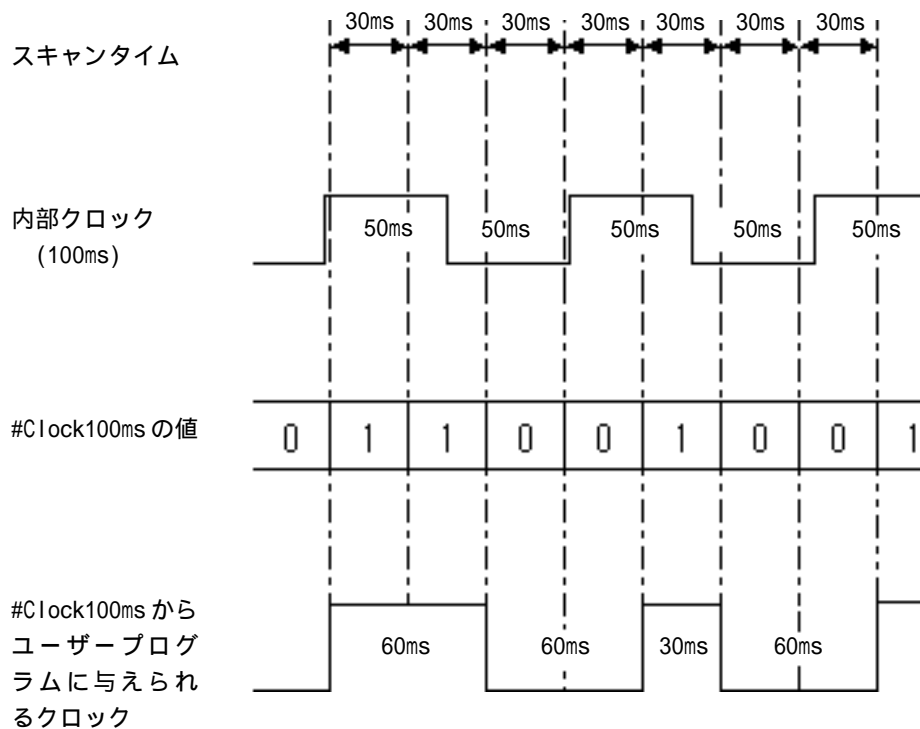 30ms 30ms 30ms 30ms 30ms 30ms 30ms
スキャンタイム
内部クロック
(100ms)
50ms 50ms 50ms 50ms 50ms
#Clock100msの値
0 1 1 0 0 1 0 0 1
#Clock100msから
ユーザープログ
ラムに与えられ
るクロック
60ms 60ms 30ms 60ms